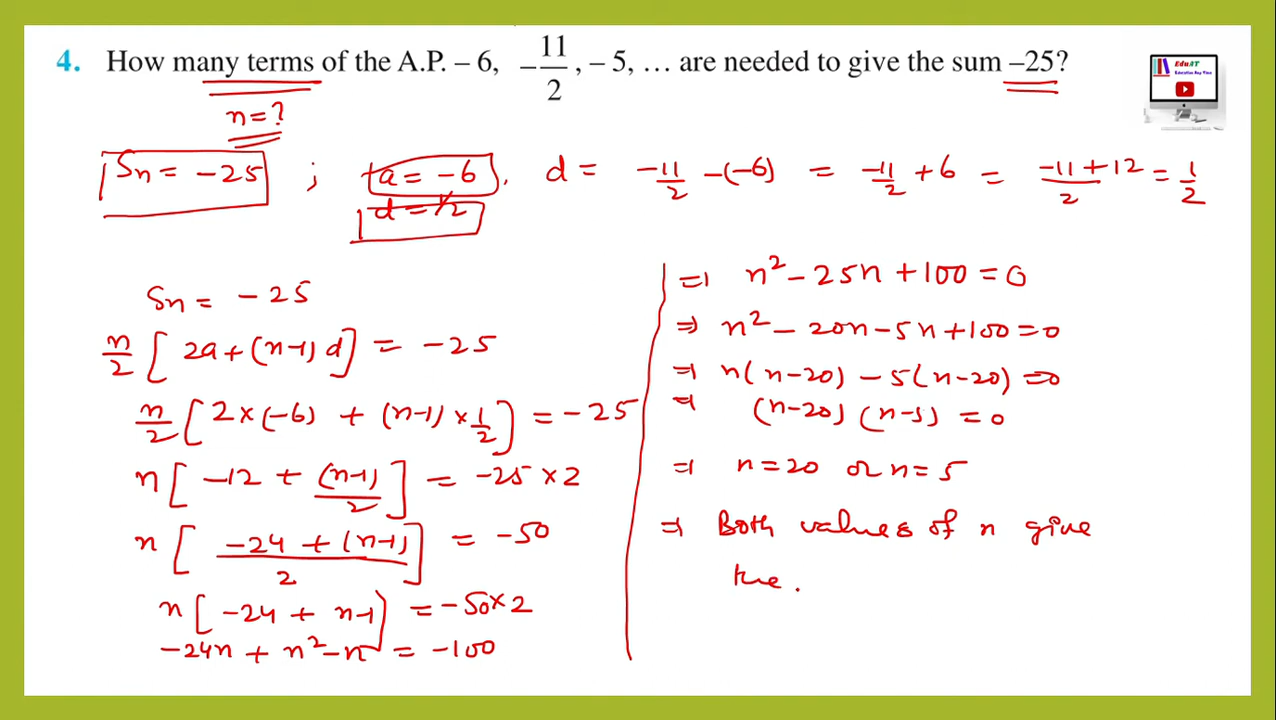 4. How many terms of the A.P. – 6, –11/2, – 5, … are needed to give the sum –25?
EduAT
Education Any Time
n = ?
Sn = -25 ; a = -6, d = -11/2 -(-6) = -11/2 + 6 = -11+12/2 = 1/2
d = 1/2
Sn = -25
n/2 [ 2a + (n-1) d ] = -25
n/2 [ 2×(-6) + (n-1) × 1/2 ] = -25
n [ -12 + (n-1)/2 ] = -25 × 2
n [ -24 + (n-1)/2 ] = -50
n [ -24 + n-1 ) = -50×2
-24n + n² - n = -100
⇒ n² - 25n + 100 = 0
⇒ n² - 20n - 5n + 100 = 0
⇒ n(n-20) - 5(n-20) = 0
⇒ (n-20) (n-5) = 0
⇒ n = 20 or n = 5
⇒ Both values of n give
the .